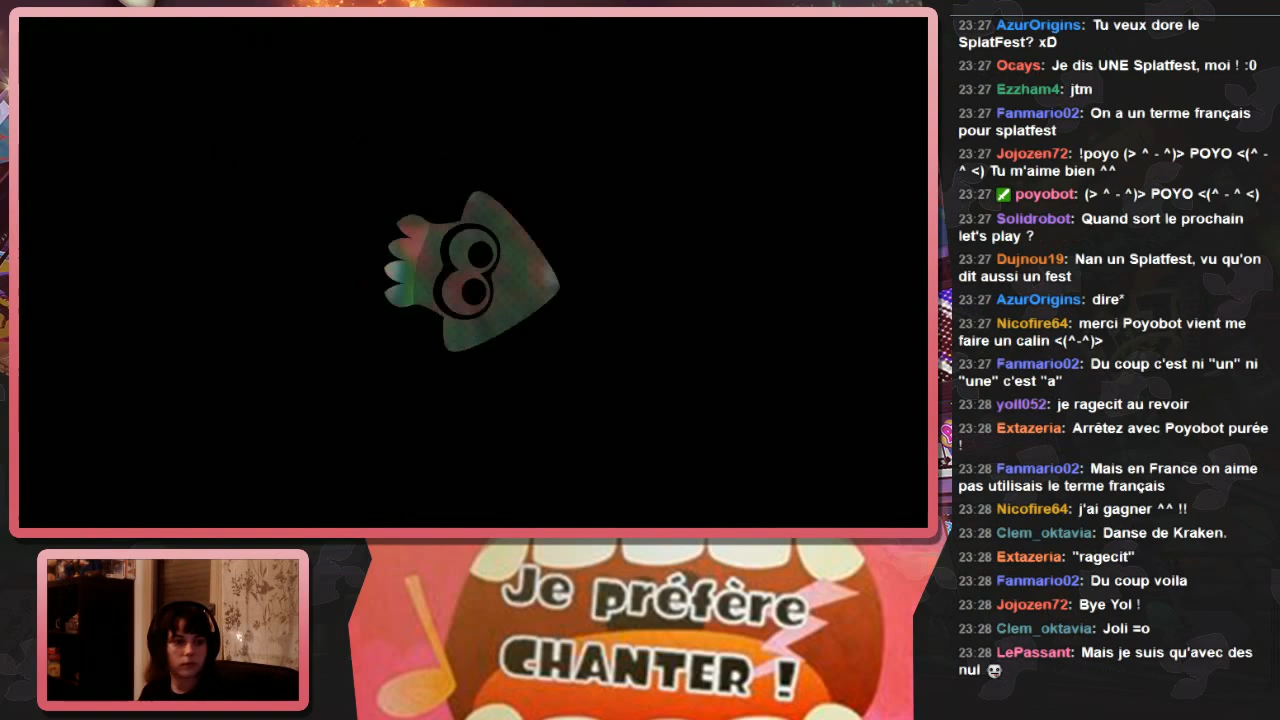 23:27 AzurOrigins: Tu veux dore le
SplatFest? xD
23:27 Ocays: Je dis UNE Splatfest, moi ! :0
23:27 Ezzham4: jtm
23:27 Fanmario02: On a un terme français
pour splatfest
23:27 Jojozen72: !poyo (> ^ - ^)> POYO <(^ -
^ <) Tu m'aime bien ^^
23:27 poyobot: (> ^ - ^)> POYO <(^ - ^ <)
23:27 Solidrobot: Quand sort le prochain
let's play ?
23:27 Dujnou19: Nan un Splatfest, vu qu'on
dit aussi un fest
23:27 AzurOrigins: dire*
23:27 Nicofire64: merci Poyobot vient me
faire un calin <(^-^)>
23:27 Fanmario02: Du coup c'est ni "un" ni
"une" c'est "a"
23:28 yoll052: je ragecit au revoir
23:28 Extazeria: Arrêtez avec Poyobot purée
!
23:28 Fanmario02: Mais en France on aime
pas utilisais le terme français
23:28 Nicofire64: j'ai gagner ^^ !!
23:28 Clem_oktavia: Danse de Kraken.
23:28 Extazeria: "ragecit"
23:28 Fanmario02: Du coup voila
23:28 Jojozen72: Bye Yol !
23:28 Clem_oktavia: Joli =o
23:28 LePassant: Mais je suis qu'avec des
nui
Je préfère
CHANTER !